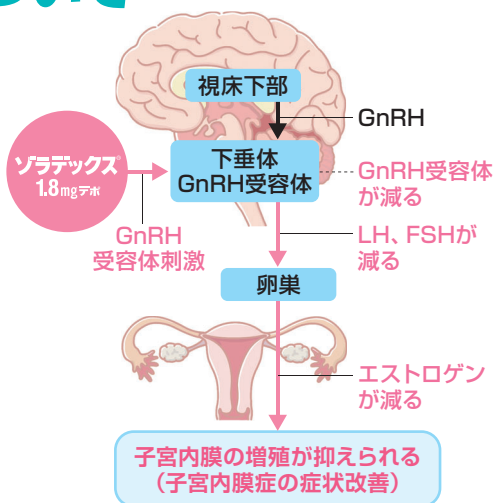 視床下部
GnRH
ゾラデックス®
1.8mgデポ
下垂体
GnRH受容体
GnRH受容体
が減る
GnRH
受容体刺激
LH、FSHが
減る
卵巣
エストロゲン
が減る
子宮内膜の増殖が抑えられる
(子宮内膜症の症状改善)